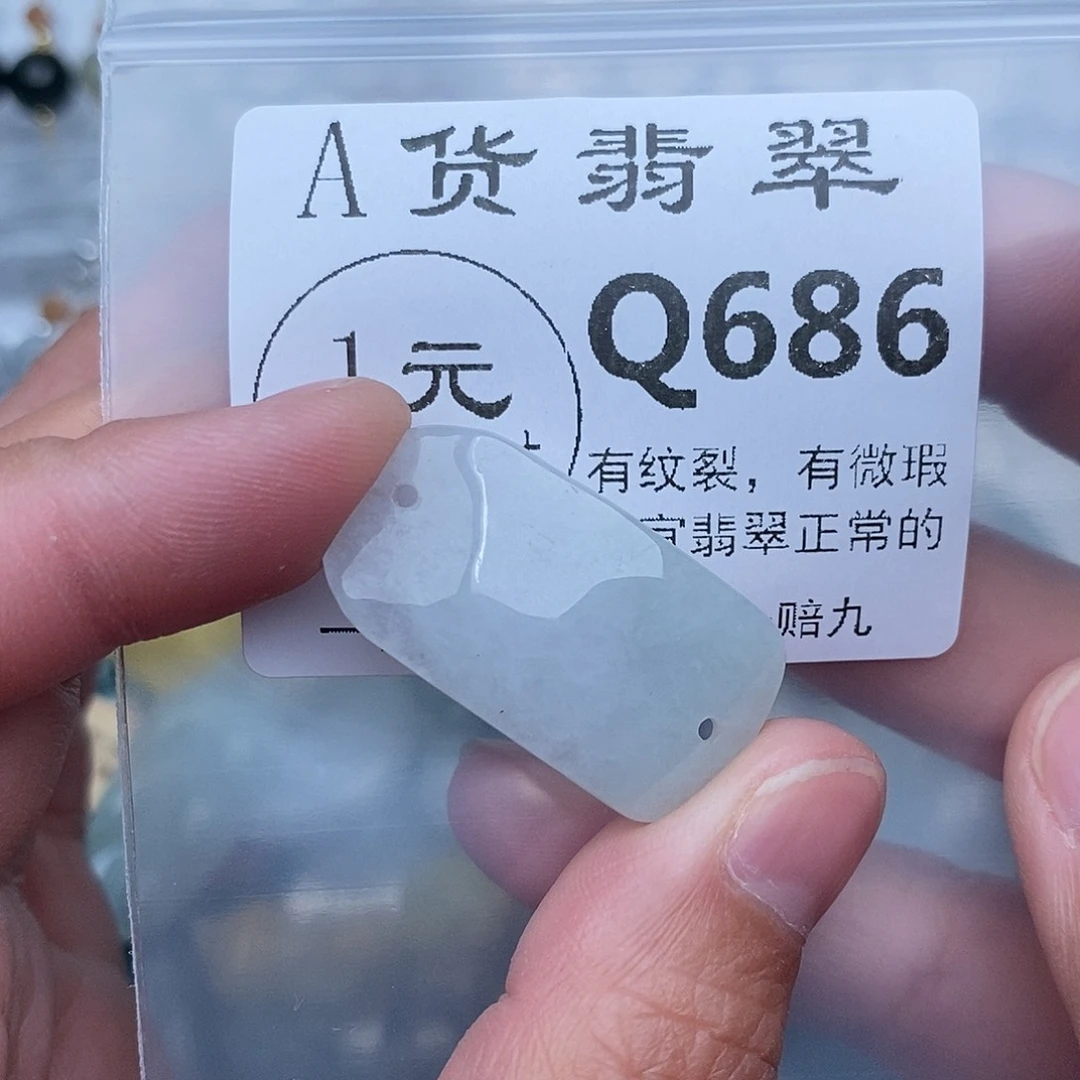 A货翡翠
1元
Q686
有纹裂，有微瑕
翡翠正常的
赔九